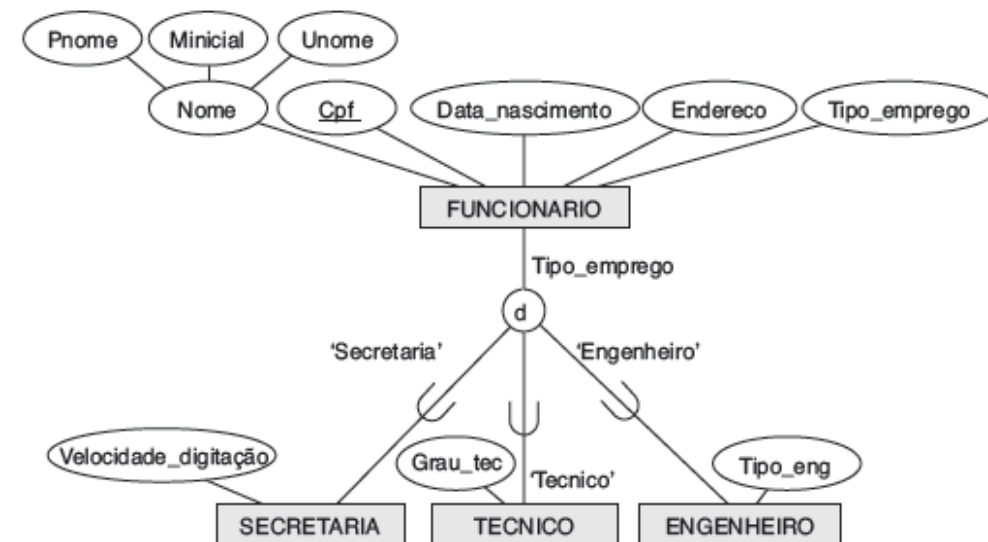 Pnome Minicial Unome
Nome Cpf Data_nascimento Endereco Tipo_emprego
FUNCIONARIO
Tipo_emprego
d
'Secretaria' 'Engenheiro'
Velocidade_digitação Grau_tec 'Tecnico' Tipo_eng
SECRETARIA TECNICO ENGENHEIRO